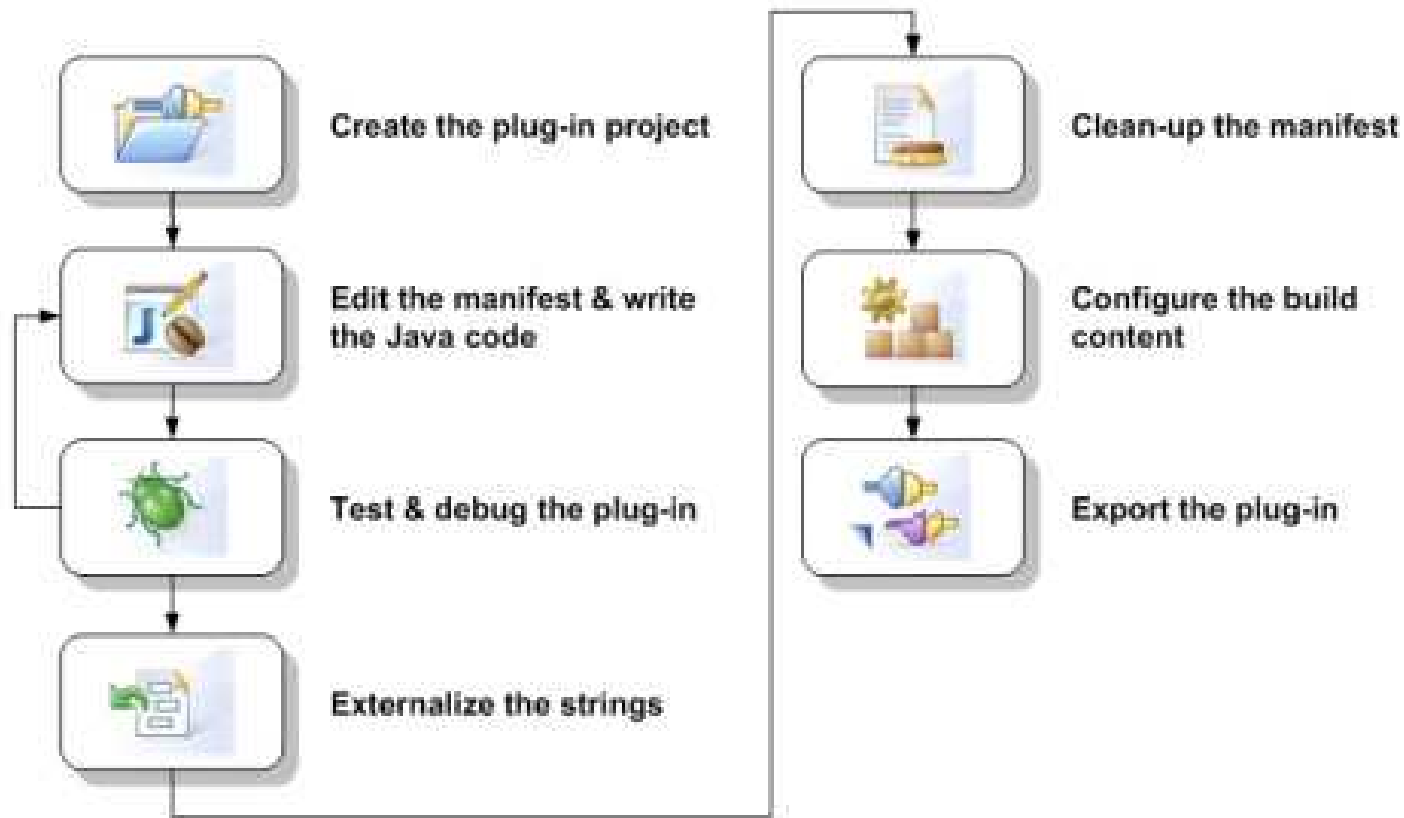 Create the plug-in project
Edit the manifest & write
the Java code
Test & debug the plug-in
Externalize the strings
Clean-up the manifest
Configure the build
content
Export the plug-in